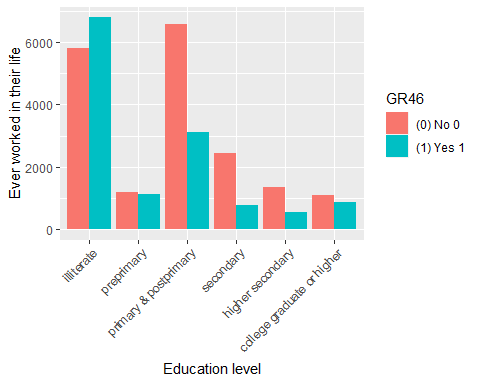 Ever worked in their life
6000
4000
2000
0
illiterate
preprimary
primary & postprimary
secondary
higher secondary
college graduate or higher
Education level
GR46
(0) No 0
(1) Yes 1